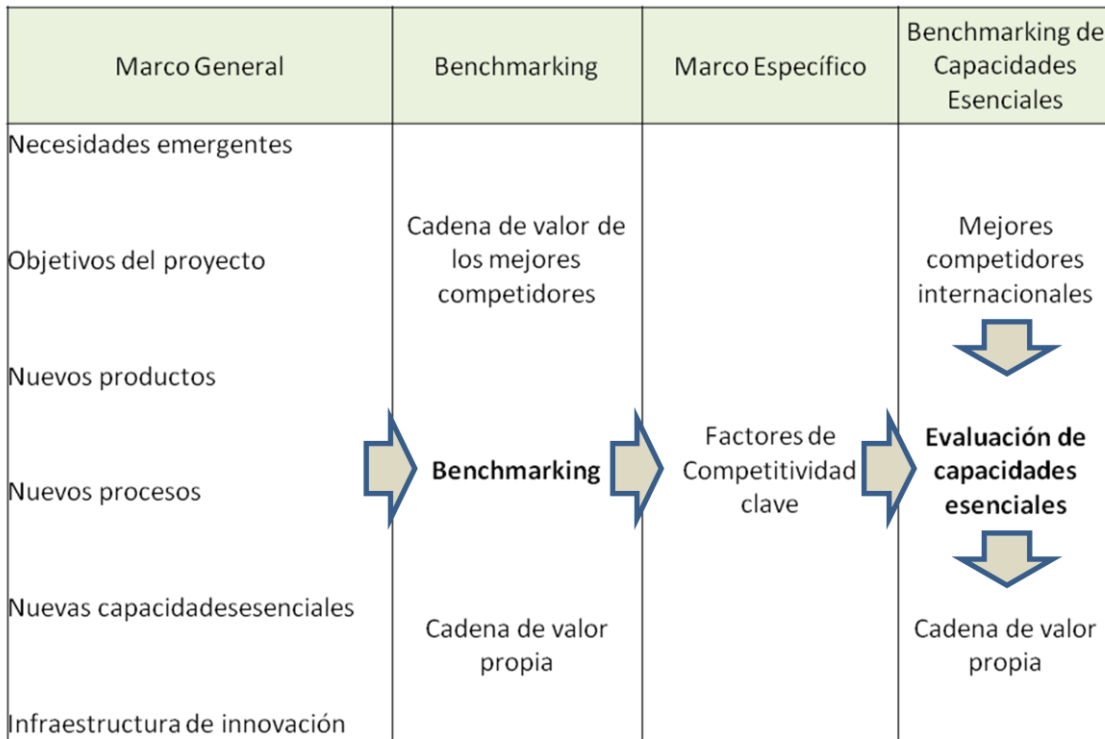 Marco General
Benchmarking
Marco Específico
Benchmarking de
Capacidades
Esenciales
Necesidades emergentes
Objetivos del proyecto
Nuevos productos
Nuevos procesos
Nuevas capacidadesesenciales
Infraestructura de innovación
Cadena de valor de
los mejores
competidores
Benchmarking
Cadena de valor
propia
Factores de
Competitividad
clave
Mejores
competidores
internacionales
Evaluación de
capacidades
esenciales
Cadena de valor
propia